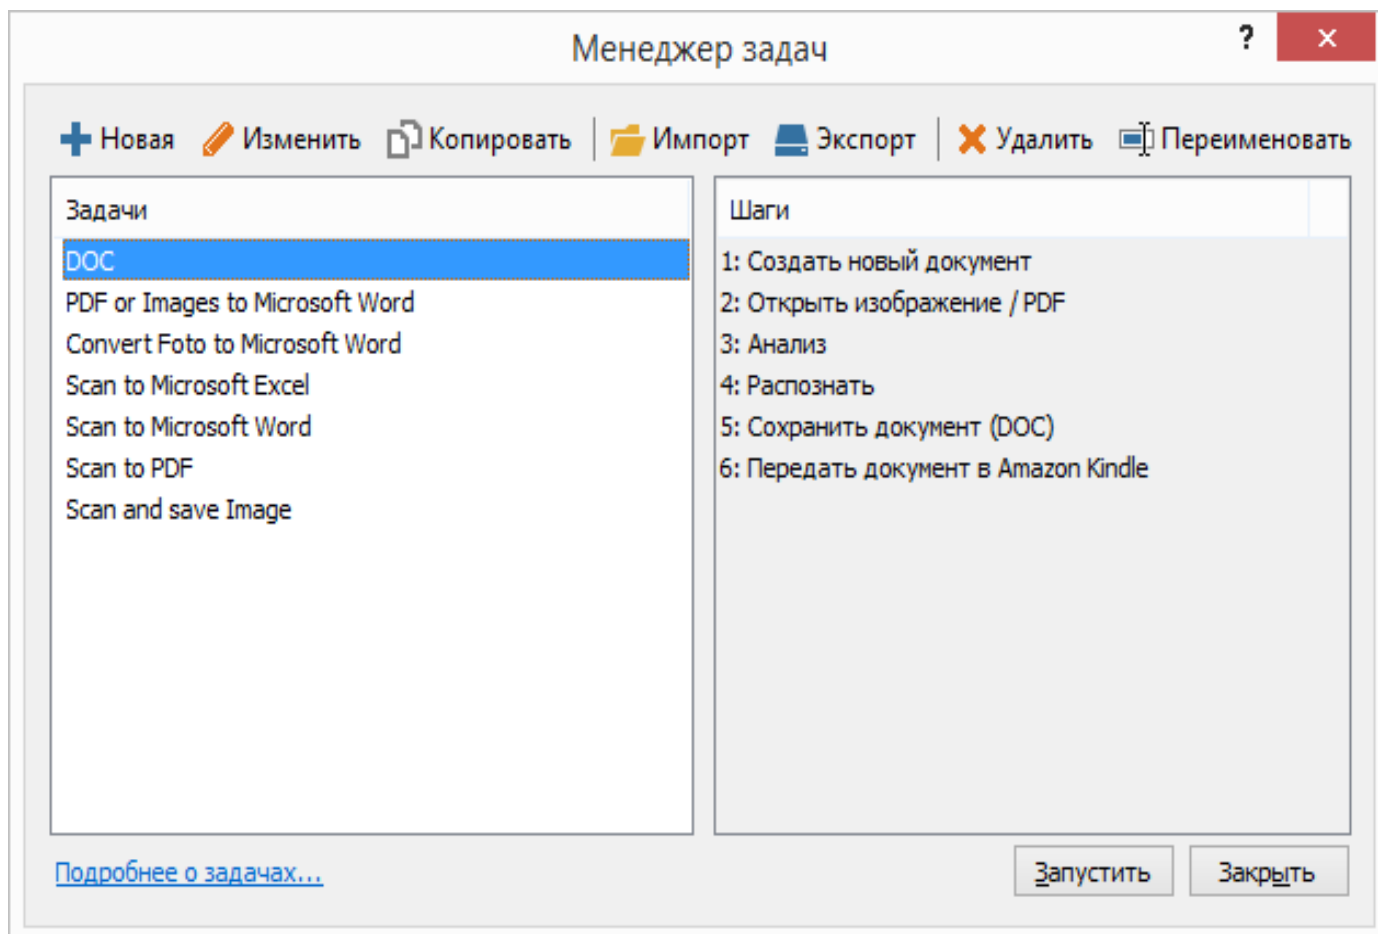 Менеджер задач
?
Новая Изменить Копировать Импорт Экспорт Удалить Переименовать
Задачи
DOC
PDF or Images to Microsoft Word
Convert Foto to Microsoft Word
Scan to Microsoft Excel
Scan to Microsoft Word
Scan to PDF
Scan and save Image
Шаги
1: Создать новый документ
2: Открыть изображение / PDF
3: Анализ
4: Распознать
5: Сохранить документ (DOC)
6: Передать документ в Amazon Kindle
Подробнее о задачах...
Запустить
Закрыть